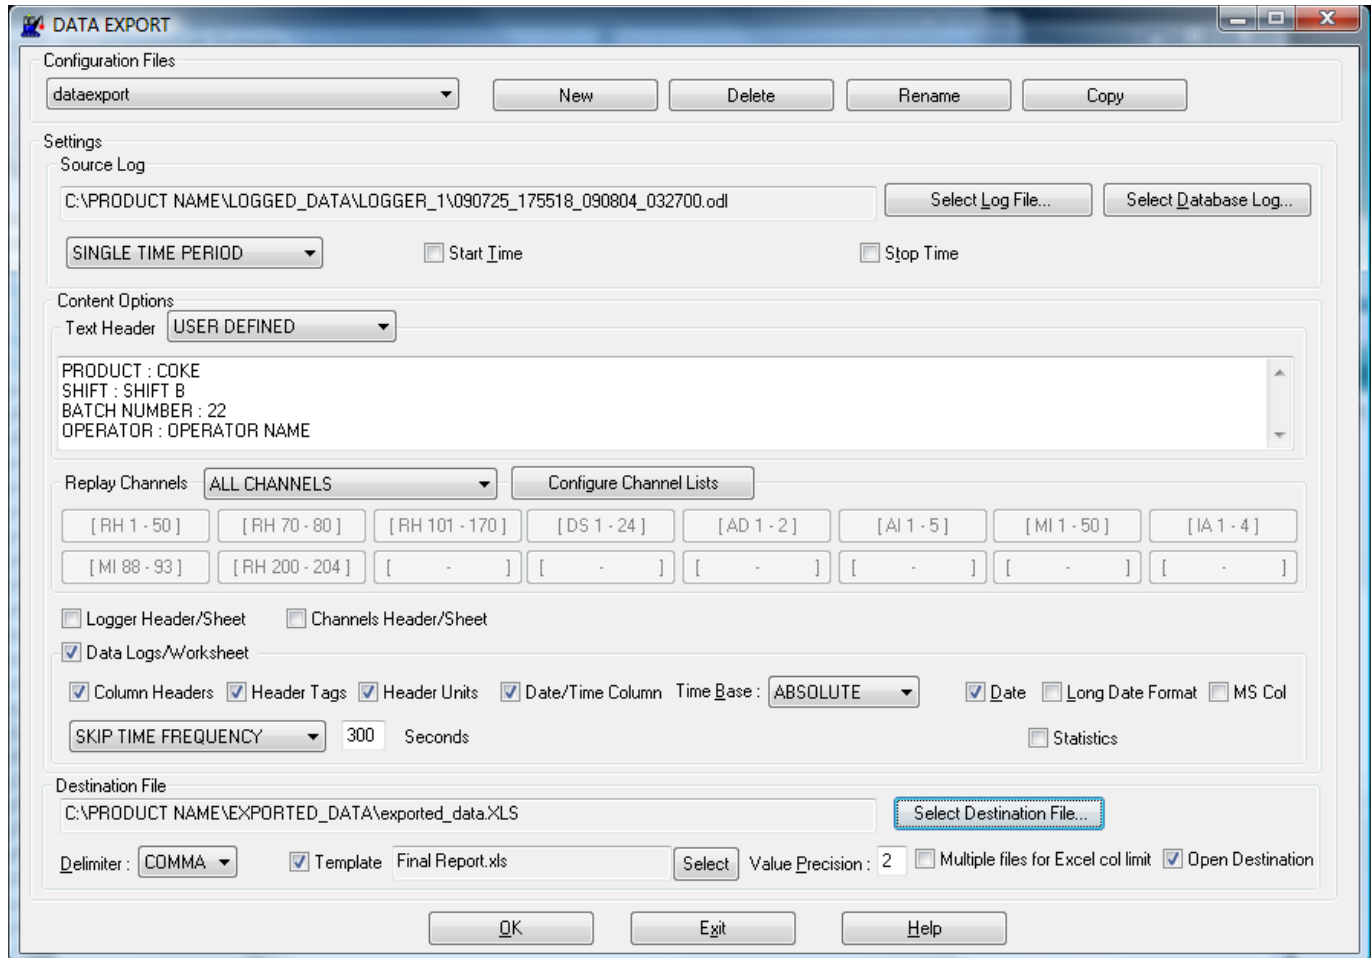 DATA EXPORT
Configuration Files
dataexport New Delete Rename Copy
Settings
Source Log
C:\PRODUCT NAME\LOGGED_DATA\LOGGER_1\090725_175518_090804_032700.odl Select Log File... Select Database Log...
SINGLE TIME PERIOD Start Time Stop Time
Content Options
Text Header USER DEFINED
PRODUCT : COKE
SHIFT : SHIFT B
BATCH NUMBER : 22
OPERATOR : OPERATOR NAME
Replay Channels ALL CHANNELS Configure Channel Lists
[ RH 1 - 50 ] [ RH 70 - 80 ] [ RH 101 - 170 ] [ DS 1 - 24 ] [ AD 1 - 2 ] [ AI 1 - 5 ] [ MI 1 - 50 ] [ IA 1 - 4 ]
[ MI 88 - 93 ] [ RH 200 - 204 ] [ - ] [ - ] [ - ] [ - ] [ - ] [ - ]
Logger Header/Sheet Channels Header/Sheet
Data Logs/Worksheet
Column Headers Header Tags Header Units Date/Time Column Time Base : ABSOLUTE Date Long Date Format MS Col
SKIP TIME FREQUENCY 300 Seconds Statistics
Destination File
C:\PRODUCT NAME\EXPORTED_DATA\exported_data.XLS Select Destination File...
Delimiter : COMMA Template Final Report.xls Select Value Precision : 2 Multiple files for Excel col limit Open Destination
OK Exit Help